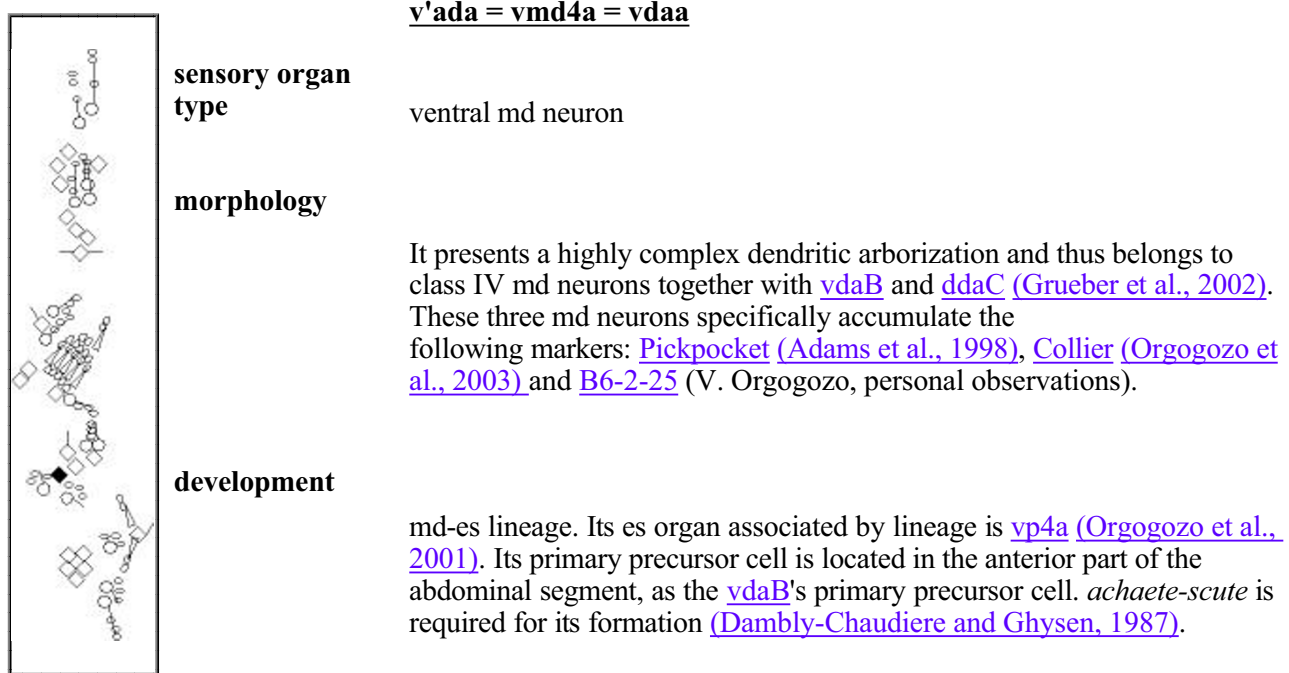 v'ada = vmd4a = vdaa
sensory organ
type
ventral md neuron
morphology
It presents a highly complex dendritic arborization and thus belongs to
class IV md neurons together with vdaB and ddaC (Grueber et al., 2002).
These three md neurons specifically accumulate the
following markers: Pickpocket (Adams et al., 1998), Collier (Orgogozo et
al., 2003) and B6-2-25 (V. Orgogozo, personal observations).
development
md-es lineage. Its es organ associated by lineage is vp4a (Orgogozo et al.,
2001). Its primary precursor cell is located in the anterior part of the
abdominal segment, as the vdaB's primary precursor cell. achaete-scute is
required for its formation (Dambly-Chaudiere and Ghysen, 1987).